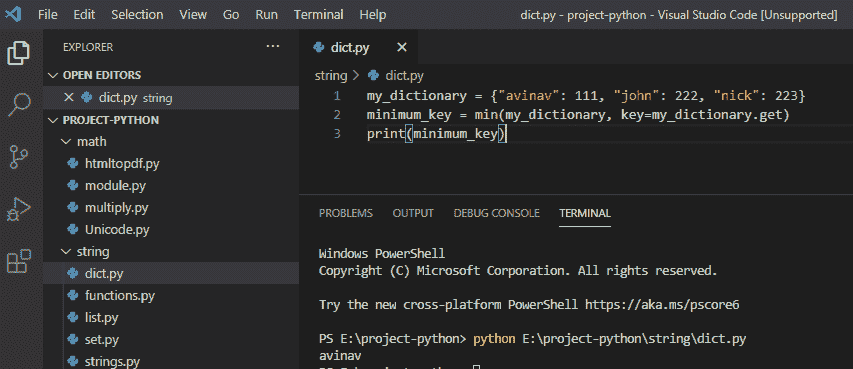 File Edit Selection View Go Run Terminal Help
dict.py - project-python - Visual Studio Code [Unsupported]
EXPLORER
OPEN EDITORS
dict.py string
PROJECT-PYTHON
math
htmltopdf.py
module.py
multiply.py
Unicode.py
string
dict.py
functions.py
list.py
set.py
strings.py
dict.py
string > dict.py
1 my_dictionary = {"avinav": 111, "john": 222, "nick": 223}
2 minimum_key = min(my_dictionary, key=my_dictionary.get)
3 print(minimum_key)
PROBLEMS OUTPUT DEBUG CONSOLE TERMINAL
Windows PowerShell
Copyright (C) Microsoft Corporation. All rights reserved.
Try the new cross-platform PowerShell https://aka.ms/pscore6
PS E:\project-python> python E:\project-python\string\dict.py
avinav